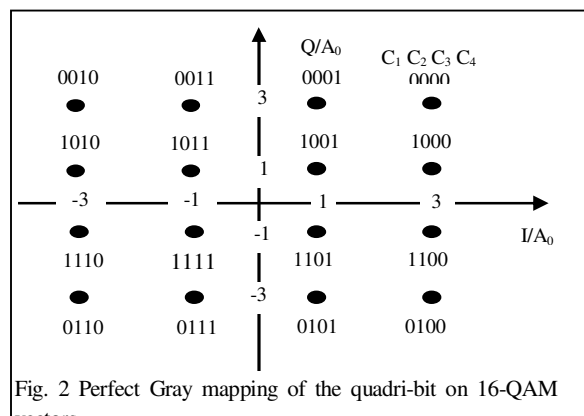 Q/A0 C1 C2 C3 C4
0010 0011 0001 0000
3
1010 1011 1001 1000
1
-3 -1 1 3
-1 I/A0
1110 1111 1101 1100
-3
0110 0111 0101 0100
Fig. 2 Perfect Gray mapping of the quadri-bit on 16-QAM